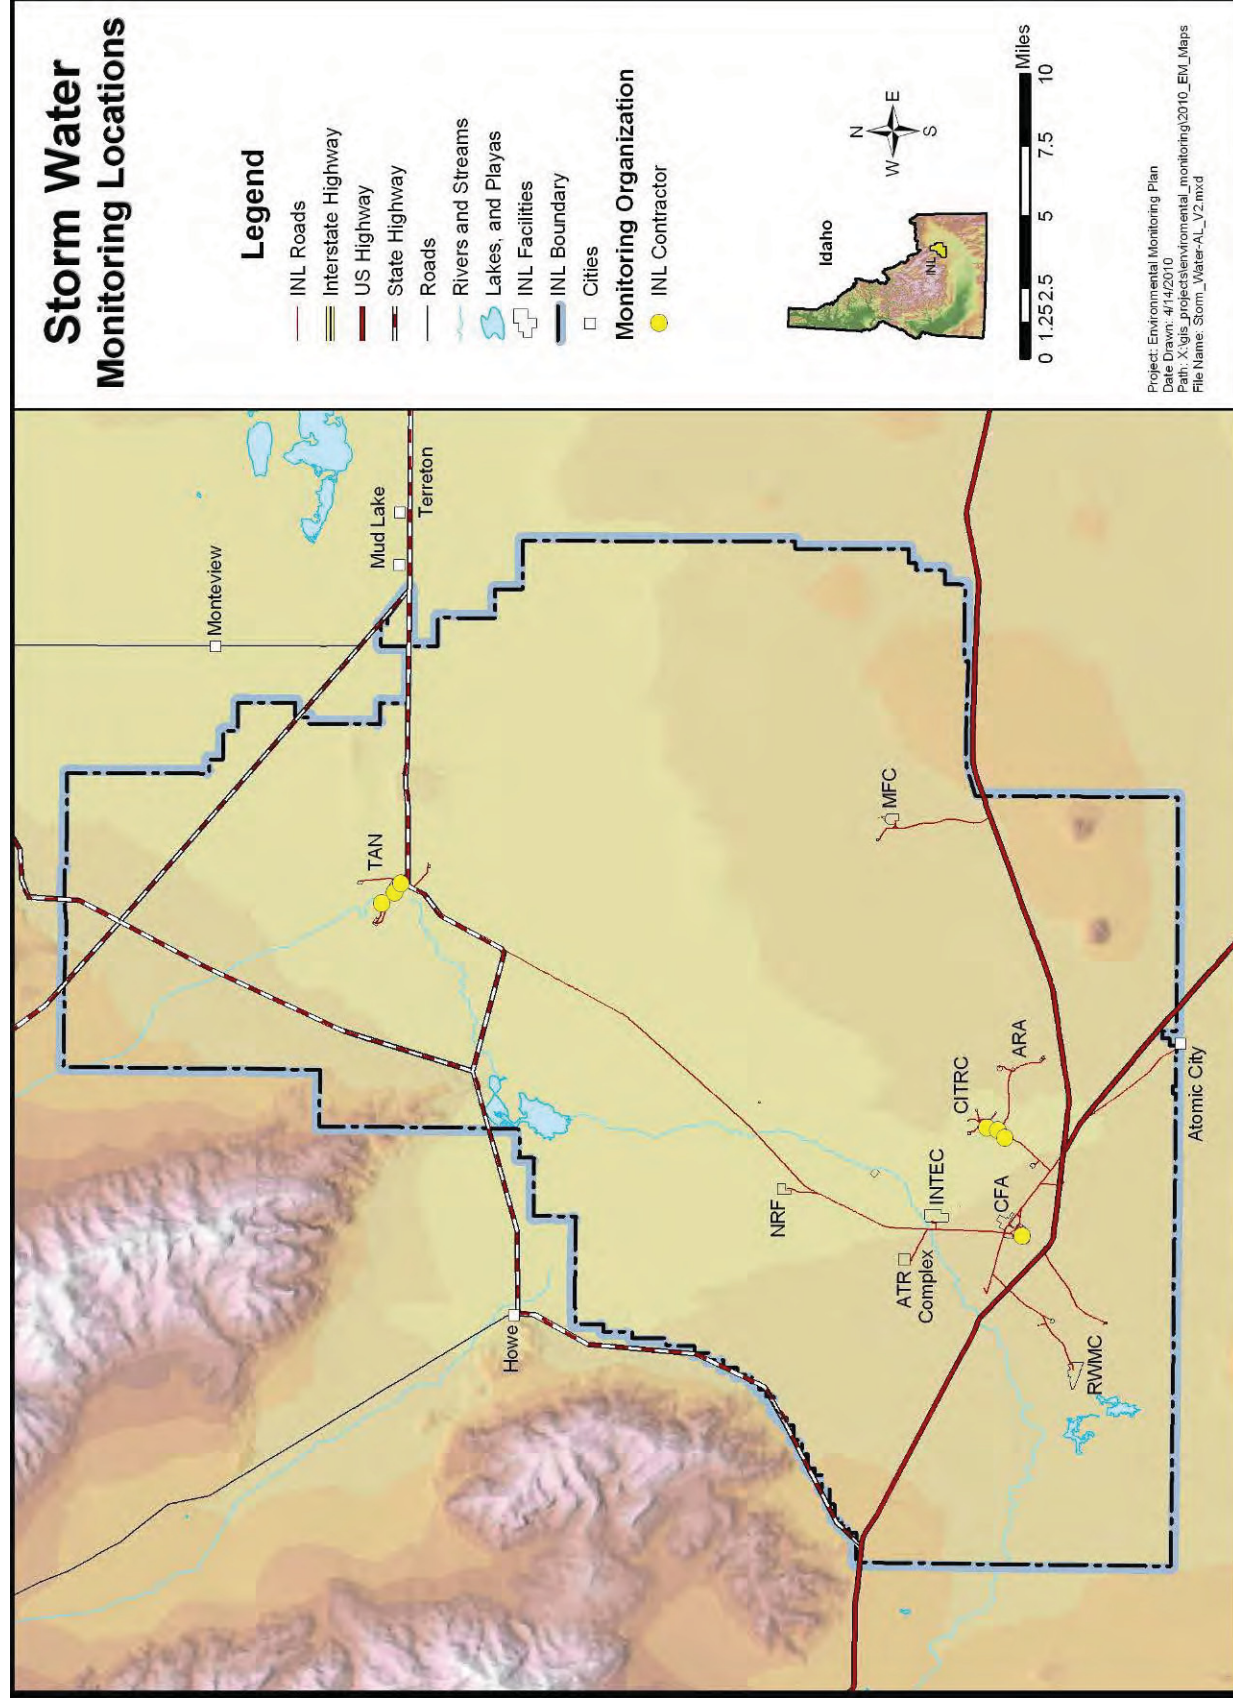 Storm Water
Monitoring Locations
Legend
INL Roads
Interstate Highway
US Highway
State Highway
Roads
Rivers and Streams
Lakes, and Playas
INL Facilities
INL Boundary
Cities
Monitoring Organization
INL Contractor
Idaho
INL
N
W
E
S
0 1.25 2.5 5 7.5 10
Miles
Project: Environmental Monitoring Plan
Date Drawn: 4/14/2010
Path: X:\gis_projects\enviromental_monitoring\2010_EM_Maps
File Name: Storm_Water-AL_V2.mxd
Monteview
Mud Lake
Terreton
TAN
Howe
MFC
NRF
CITRC
ARA
INTEC
ATR
Complex
CFA
RWMC
Atomic City